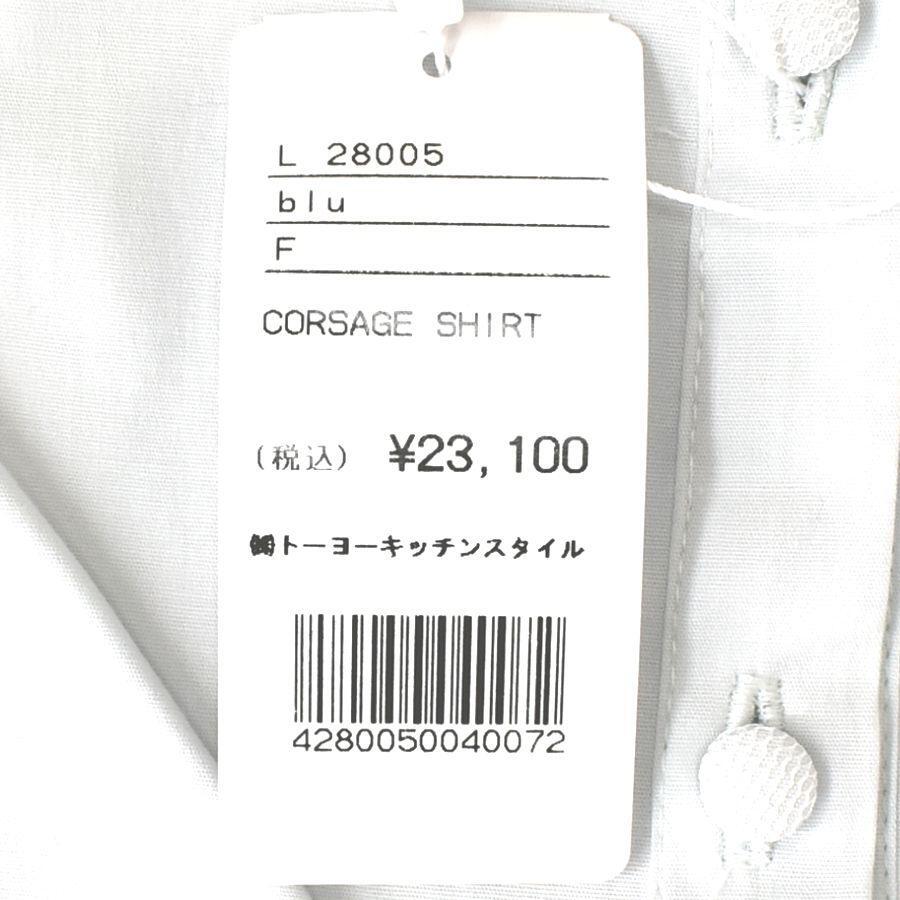 L 28005
blu
F
CORSAGE SHIRT
(税込) ¥23,100
㈱トーヨーキッチンスタイル
4280050040072